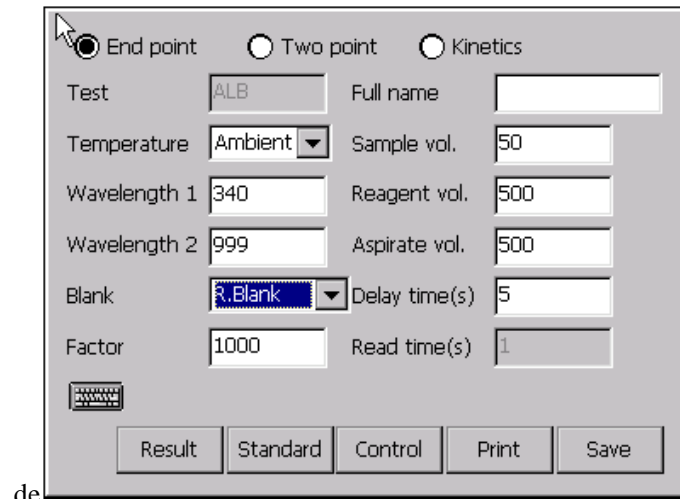 End point Two point Kinetics
Test ALB Full name
Temperature Ambient Sample vol. 50
Wavelength 1 340 Reagent vol. 500
Wavelength 2 999 Aspirate vol. 500
Blank R.Blank Delay time(s) 5
Factor 1000 Read time(s) 1
Result Standard Control Print Save
de